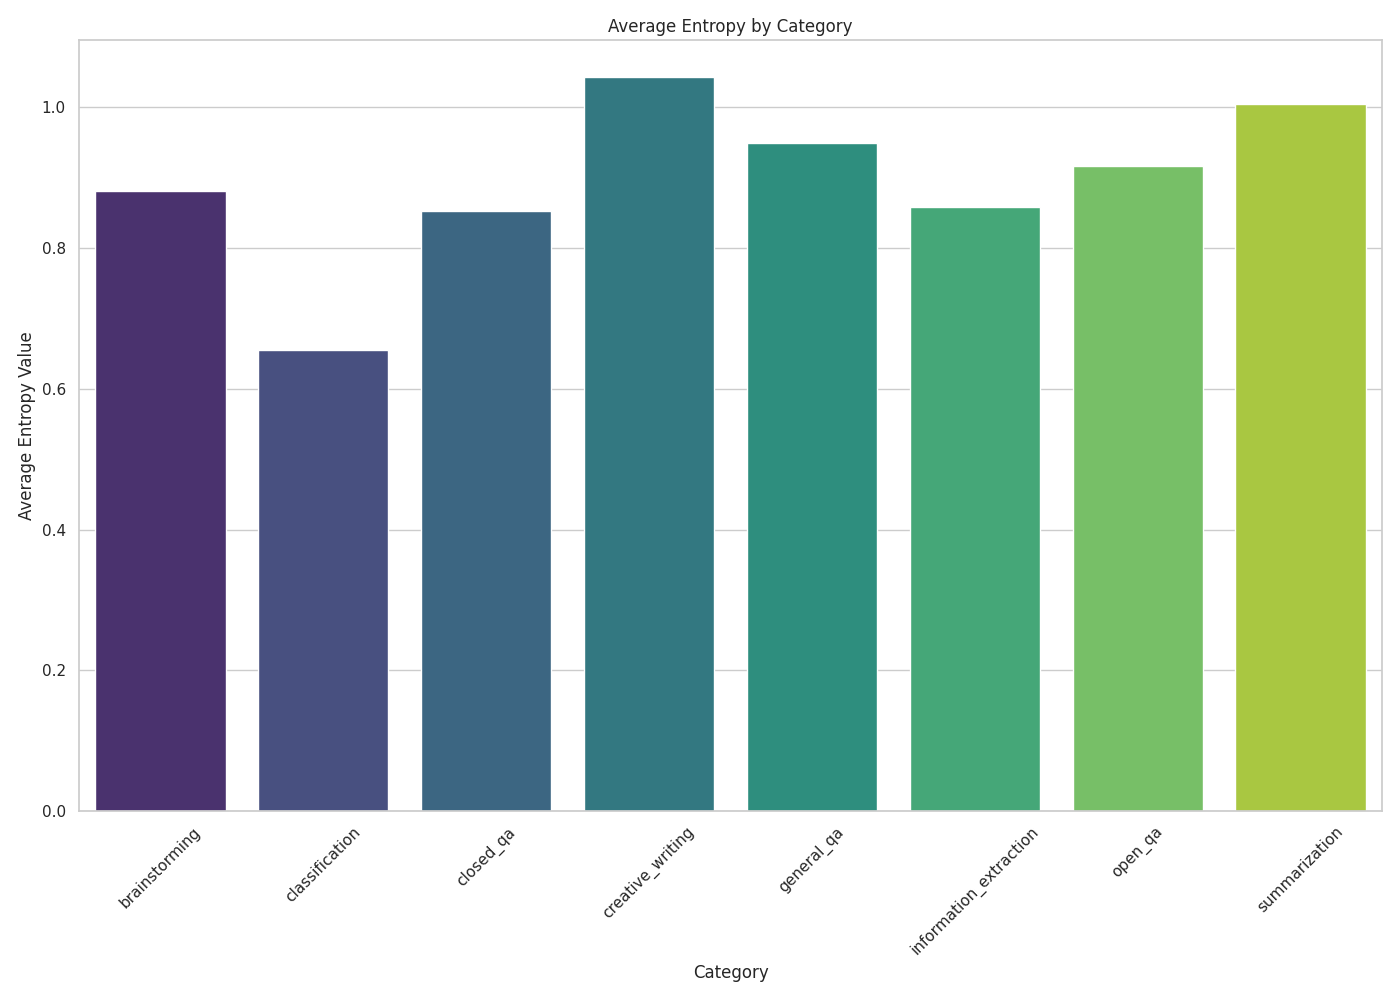 Average Entropy by Category
Average Entropy Value
1.0
0.8
0.6
0.4
0.2
0.0
brainstorming
classification
closed_qa
creative_writing
general_qa
information_extraction
open_qa
summarization
Category